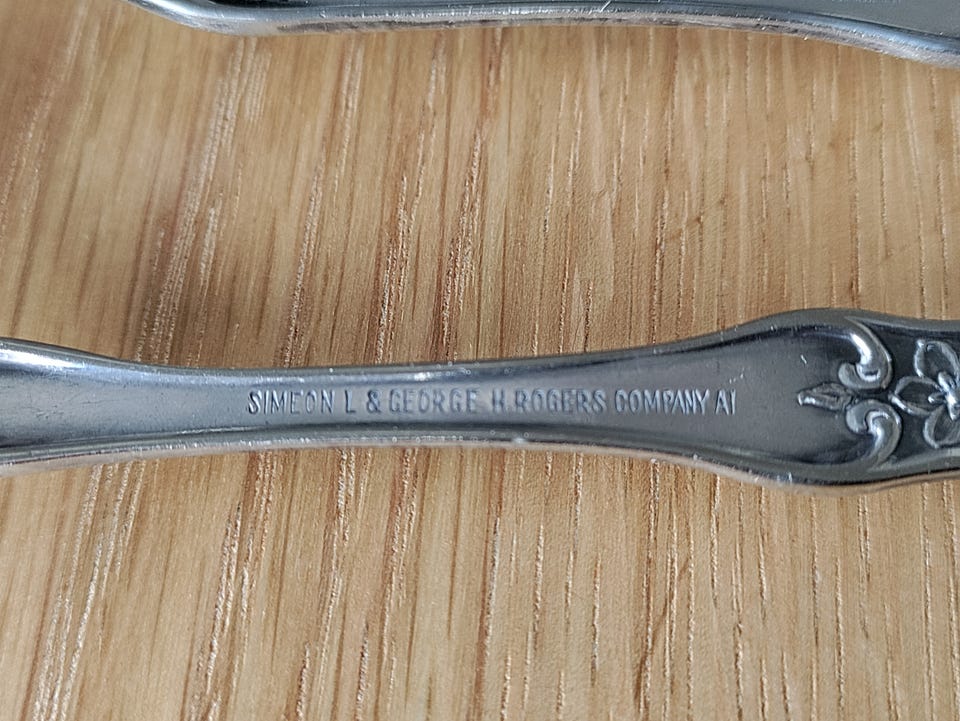 SIMEON L & GEORGE H. ROGERS COMPANY A1